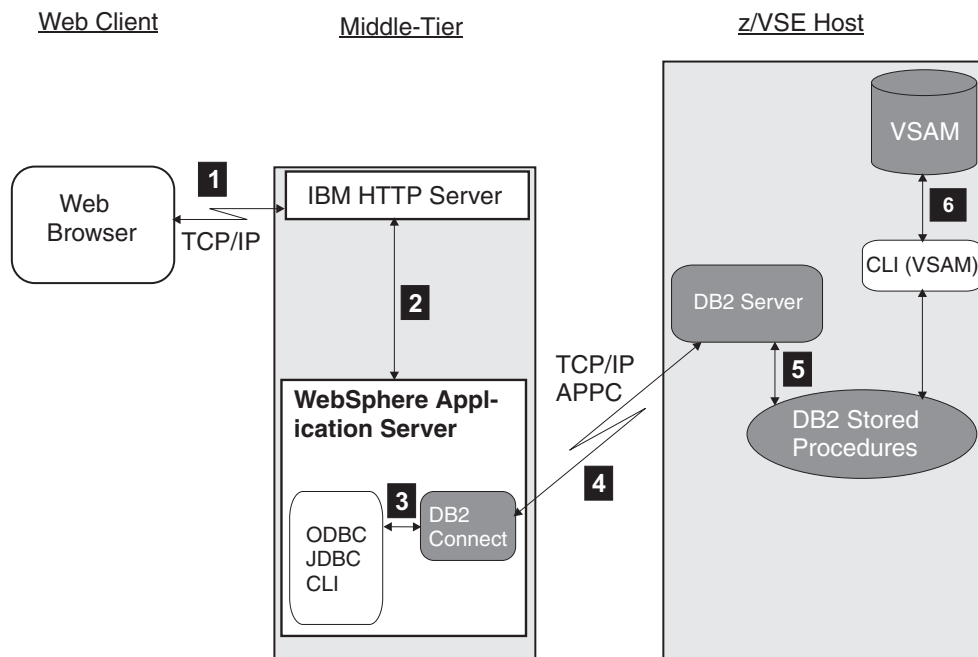 Web Client
Middle-Tier
z/VSE Host
VSAM
1
6
Web
Browser
IBM HTTP Server
TCP/IP
CLI (VSAM)
2
DB2 Server
TCP/IP
APPC
5
WebSphere Appl-
ication Server
DB2 Stored
Procedures
3
4
ODBC
JDBC
CLI
DB2
Connect